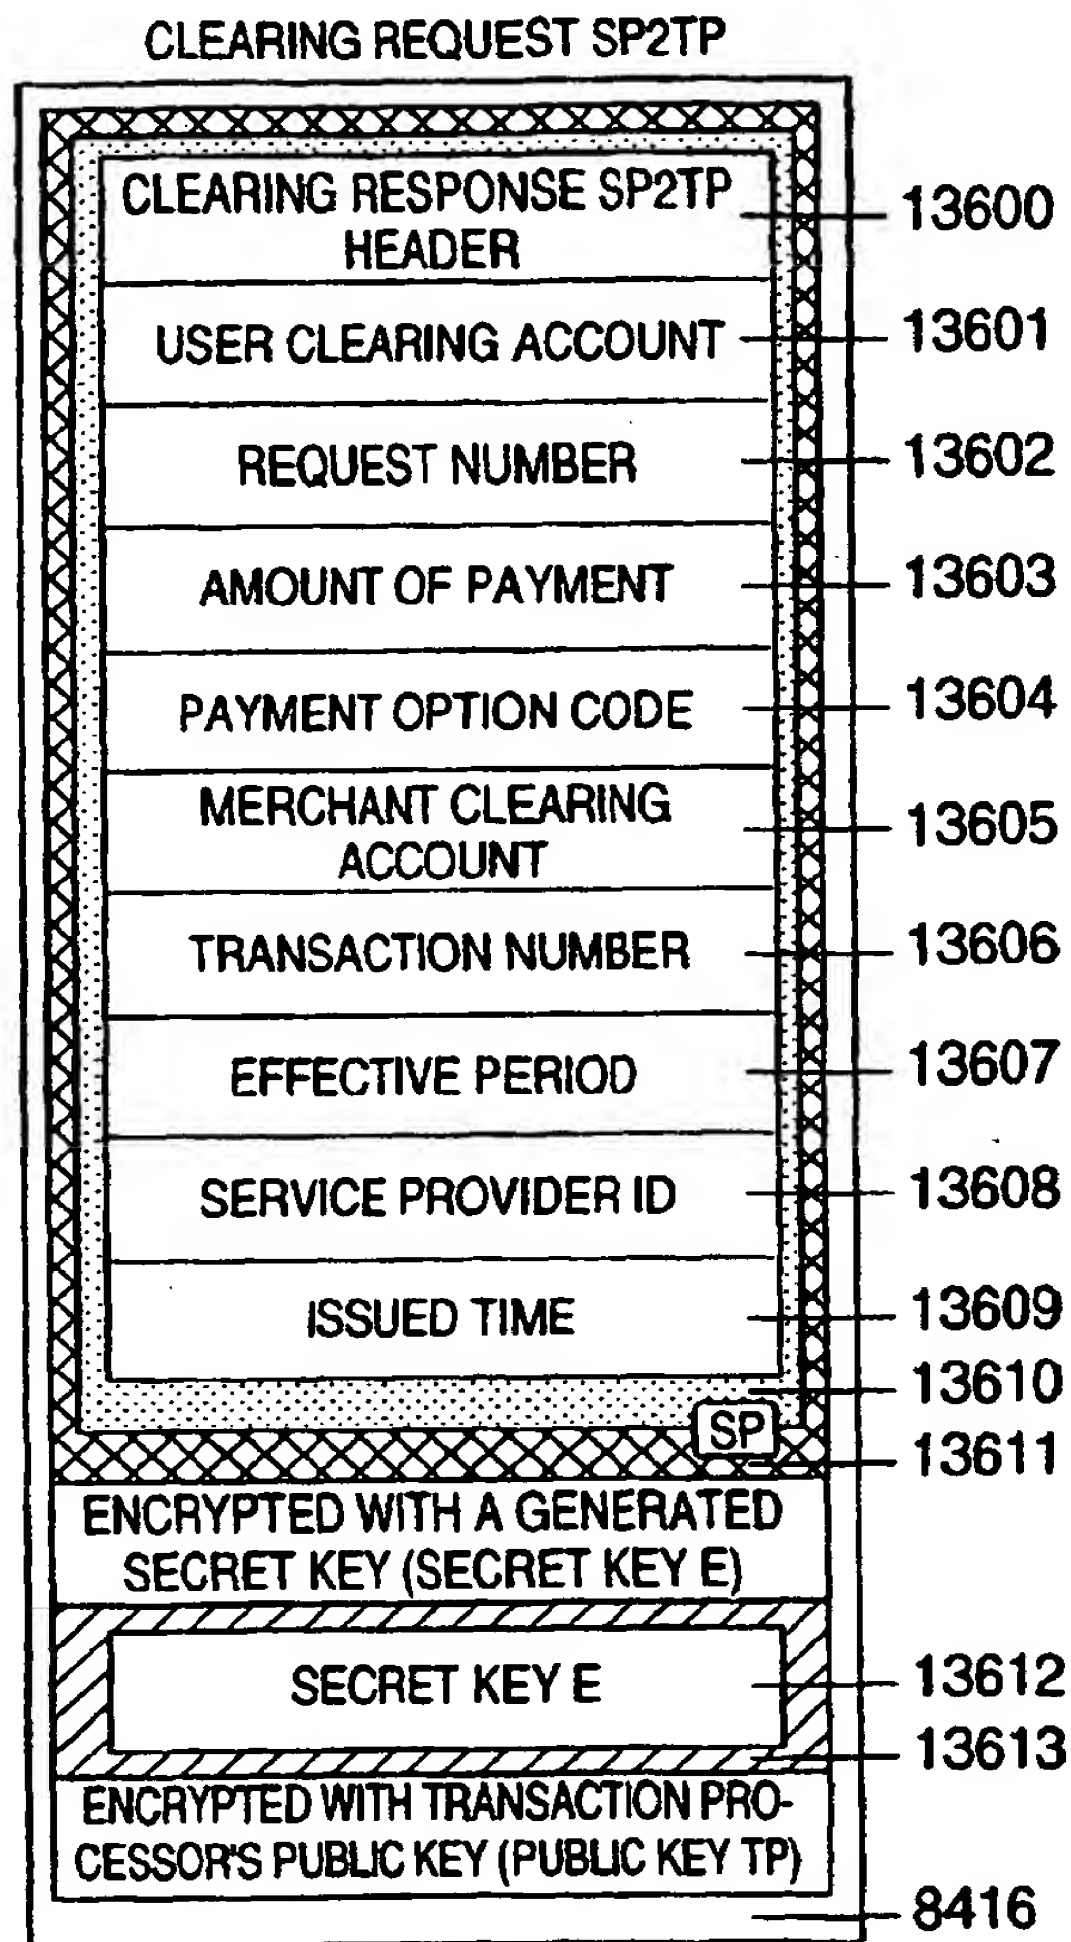 CLEARING REQUEST SP2TP
CLEARING RESPONSE SP2TP
HEADER
13600
USER CLEARING ACCOUNT
13601
REQUEST NUMBER
13602
AMOUNT OF PAYMENT
13603
PAYMENT OPTION CODE
13604
MERCHANT CLEARING
ACCOUNT
13605
TRANSACTION NUMBER
13606
EFFECTIVE PERIOD
13607
SERVICE PROVIDER ID
13608
ISSUED TIME
13609
13610
SP
13611
ENCRYPTED WITH A GENERATED
SECRET KEY (SECRET KEY E)
SECRET KEY E
13612
13613
ENCRYPTED WITH TRANSACTION PRO-
CESSOR'S PUBLIC KEY (PUBLIC KEY TP)
8416